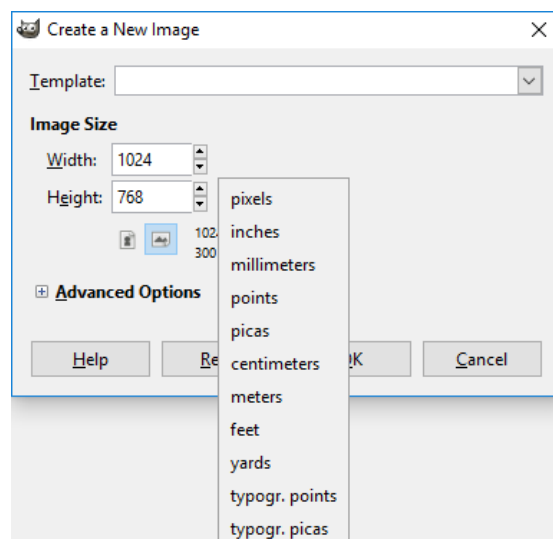 Create a New Image
Template:
Image Size
Width: 1024
Height: 768
pixels
inches
millimeters
points
picas
centimeters
meters
feet
yards
typogr. points
typogr. picas
300
Advanced Options
Help
Cancel